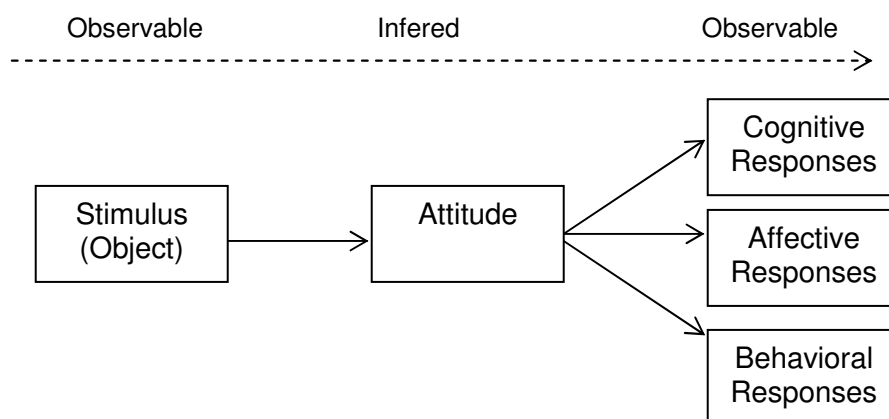 Observable Infered Observable
Cognitive
Responses
Stimulus
(Object)
Attitude
Affective
Responses
Behavioral
Responses